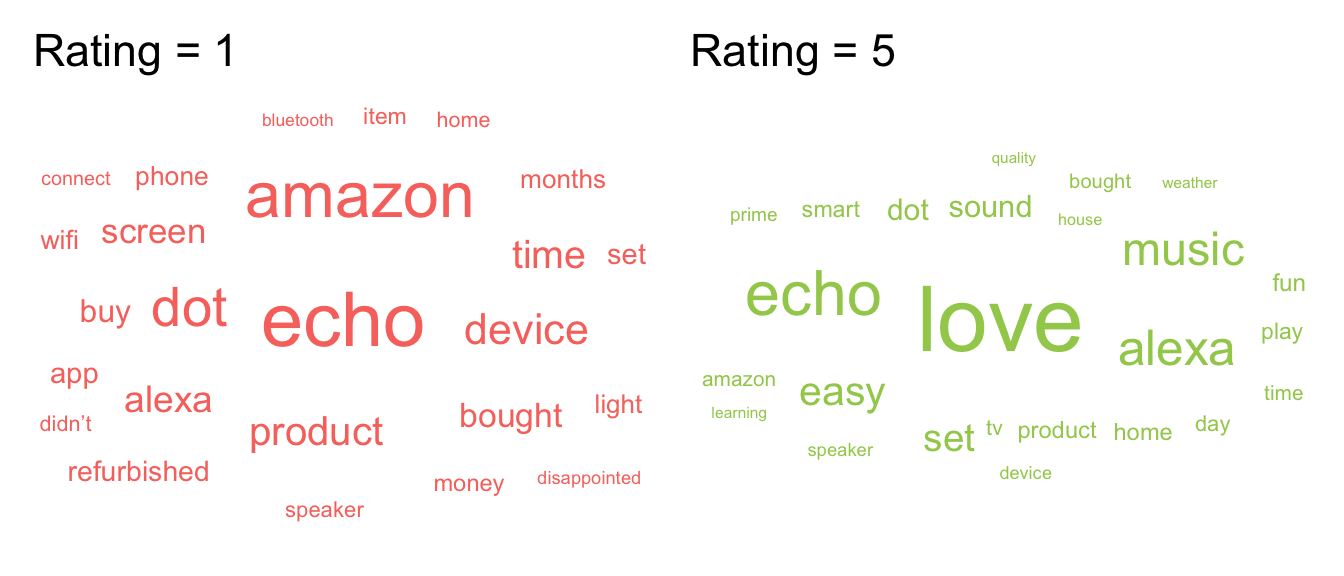 Rating = 1
bluetooth item home
connect phone amazon months
wifi screen time set
buy dot echo device
app alexa bought light
didn’t product
refurbished money disappointed
speaker
Rating = 5
quality
bought weather
prime smart dot sound house
music
echo love fun
alexa play
amazon easy time
learning set tv product home day
speaker
device